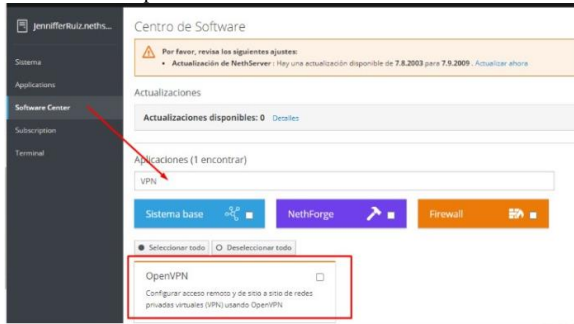 JennifferRuiz.neths...
Sistema
Applications
Software Center
Subscription
Terminal
Centro de Software
Por favor, revisa los siguientes ajustes:
• Actualización de NethServer : Hay una actualización disponible de 7.8.2003 para 7.9.2009 . Actualizar ahora
Actualizaciones
Actualizaciones disponibles: 0 Detalles
Aplicaciones (1 encontrar)
VPN
Sistema base
NethForge
Firewall
Seleccionar todo
Deseleccionar todo
OpenVPN
Configurar acceso remoto y de sitio a sitio de redes
privadas virtuales (VPN) usando OpenVPN